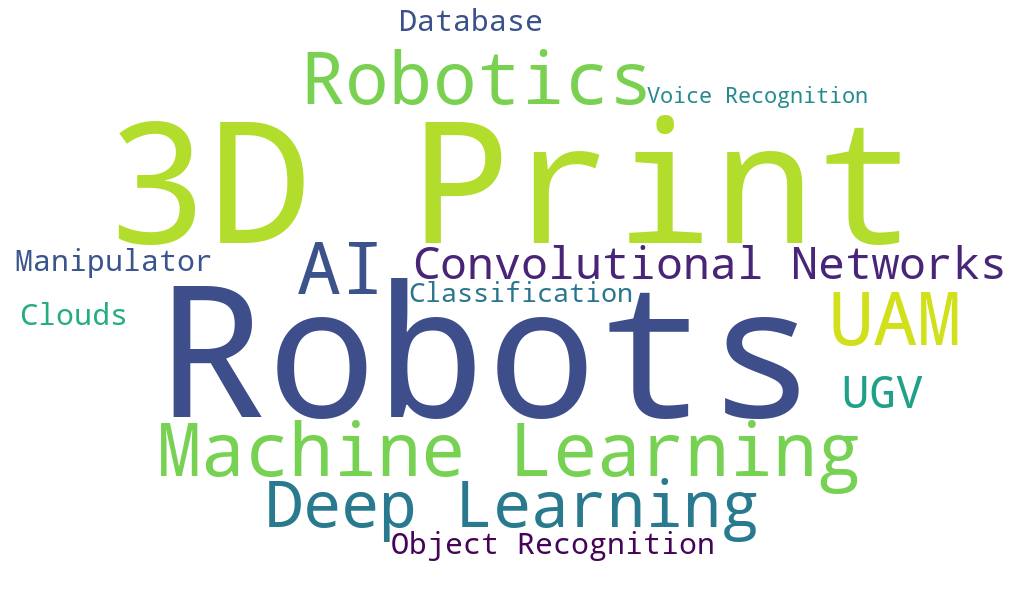 Database
Robotics
Voice Recognition
3D Print
Manipulator
AI
Convolutional Networks
Classification
Clouds
Robots
UAM
UGV
Machine Learning
Deep Learning
Object Recognition